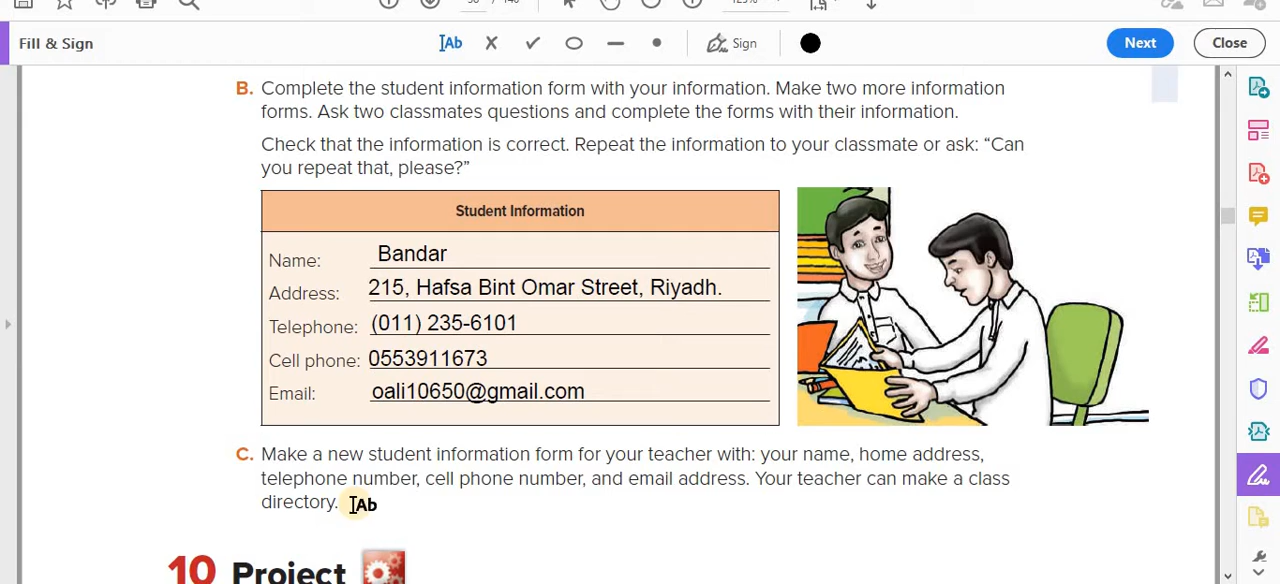 Fill & Sign
Ab
Sign
Next
Close
B. Complete the student information form with your information. Make two more information
forms. Ask two classmates questions and complete the forms with their information.
Check that the information is correct. Repeat the information to your classmate or ask: “Can
you repeat that, please?”
Student Information
Name: Bandar
Address: 215, Hafsa Bint Omar Street, Riyadh.
Telephone: (011) 235-6101
Cell phone: 0553911673
Email: oali10650@gmail.com
C. Make a new student information form for your teacher with: your name, home address,
telephone number, cell phone number, and email address. Your teacher can make a class
directory. Ab
10 Project